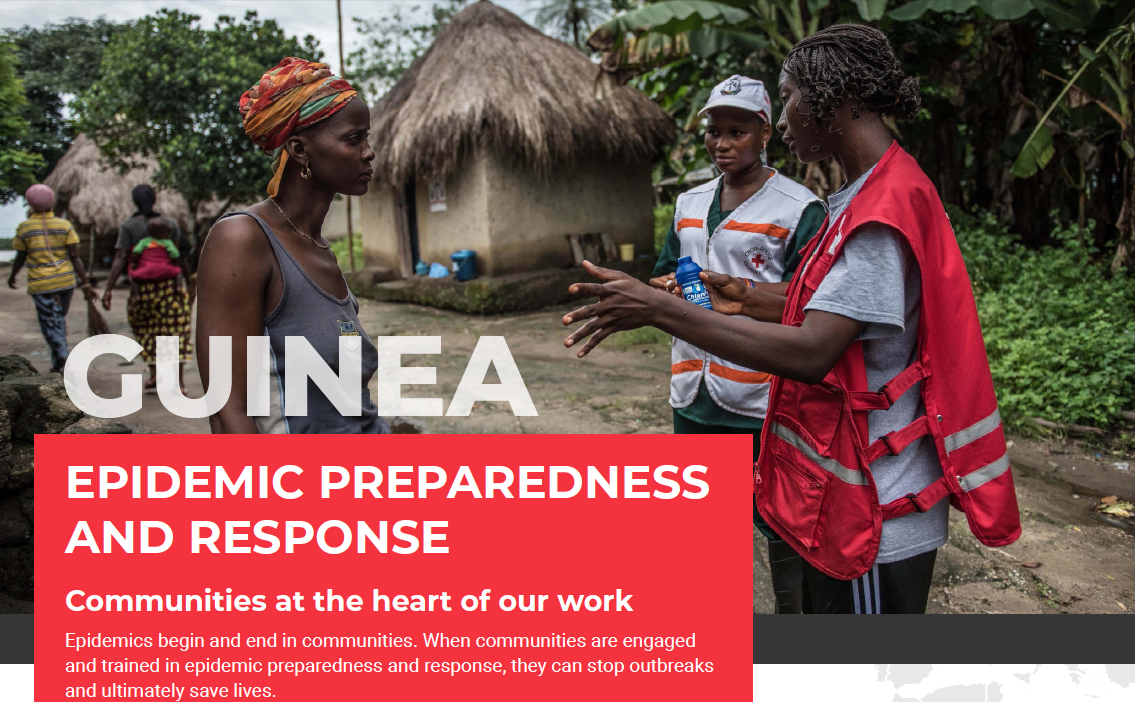 GUINEA
EPIDEMIC PREPAREDNESS
AND RESPONSE
Communities at the heart of our work
Epidemics begin and end in communities. When communities are engaged
and trained in epidemic preparedness and response, they can stop outbreaks
and ultimately save lives.